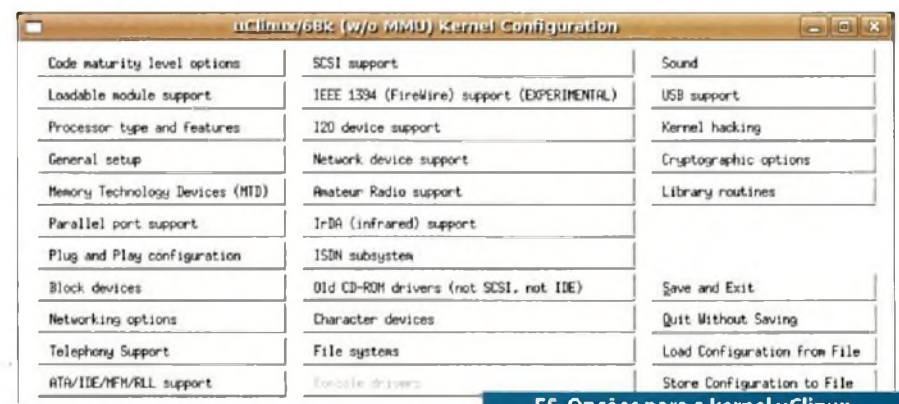 uClinux/68k (w/o MMU) Kernel Configuration
Code maturity level options
Loadable module support
Processor type and features
General setup
Memory Technology Devices (MTD)
Parallel port support
Plug and Play configuration
Block devices
Networking options
Telephony Support
ATA/IDE/MFM/RLL support
SCSI support
IEEE 1394 (FireWire) support (EXPERIMENTAL)
I2O device support
Network device support
Amateur Radio support
IrDA (infrared) support
ISDN subsystem
Old CD-ROM drivers (not SCSI, not IDE)
Character devices
File systems
Console drivers
Sound
USB support
Kernel hacking
Cryptographic options
Library routines
Save and Exit
Quit Without Saving
Load Configuration from File
Store Configuration to File